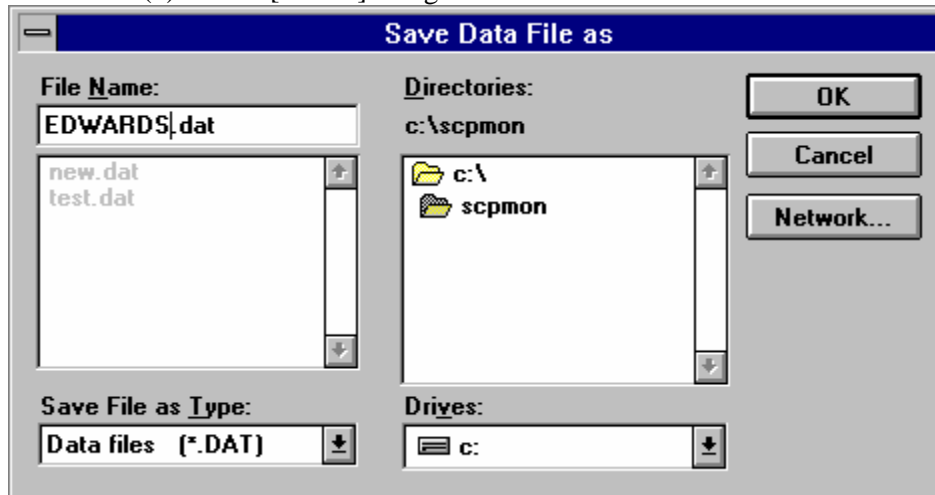 Save Data File as
File Name:
EDWARDS.dat
new.dat
test.dat
Save File as Type:
Data files (*.DAT)
Directories:
c:\scpmon
c:\
scpmon
Drives:
c:
OK
Cancel
Network...